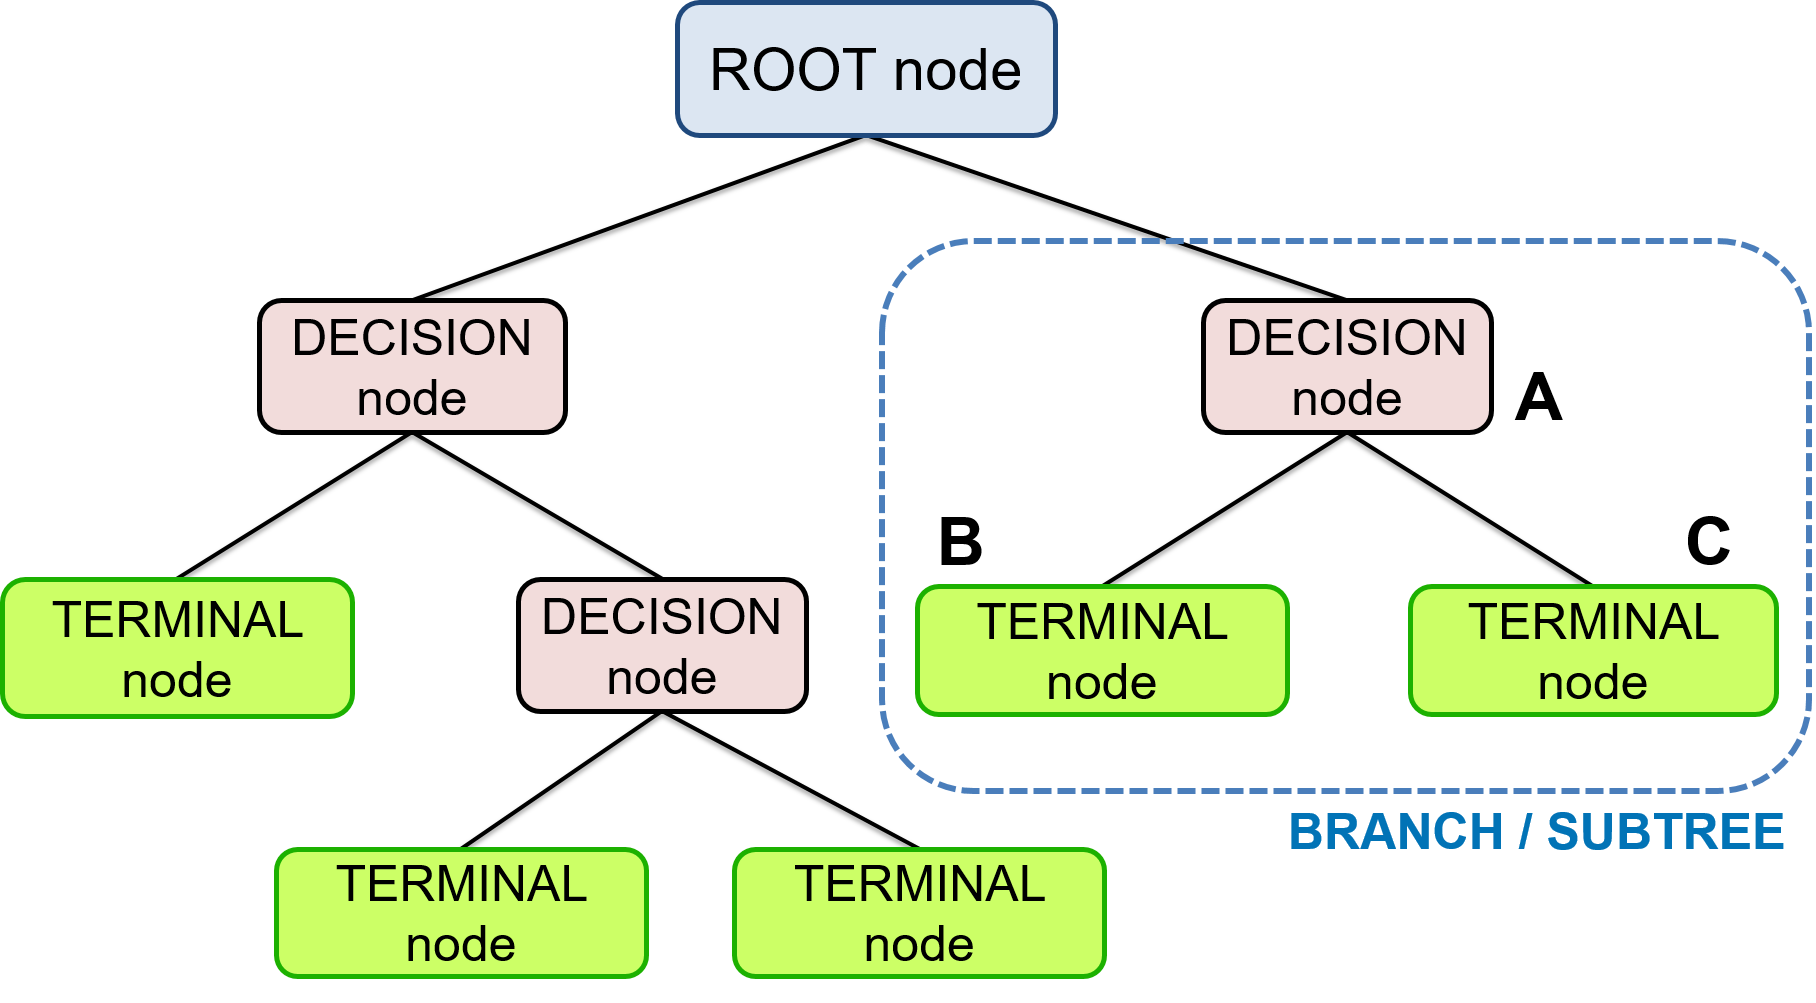 ROOT node
DECISION
node
DECISION
node
A
B
C
TERMINAL
node
DECISION
node
TERMINAL
node
TERMINAL
node
BRANCH / SUBTREE
TERMINAL
node
TERMINAL
node